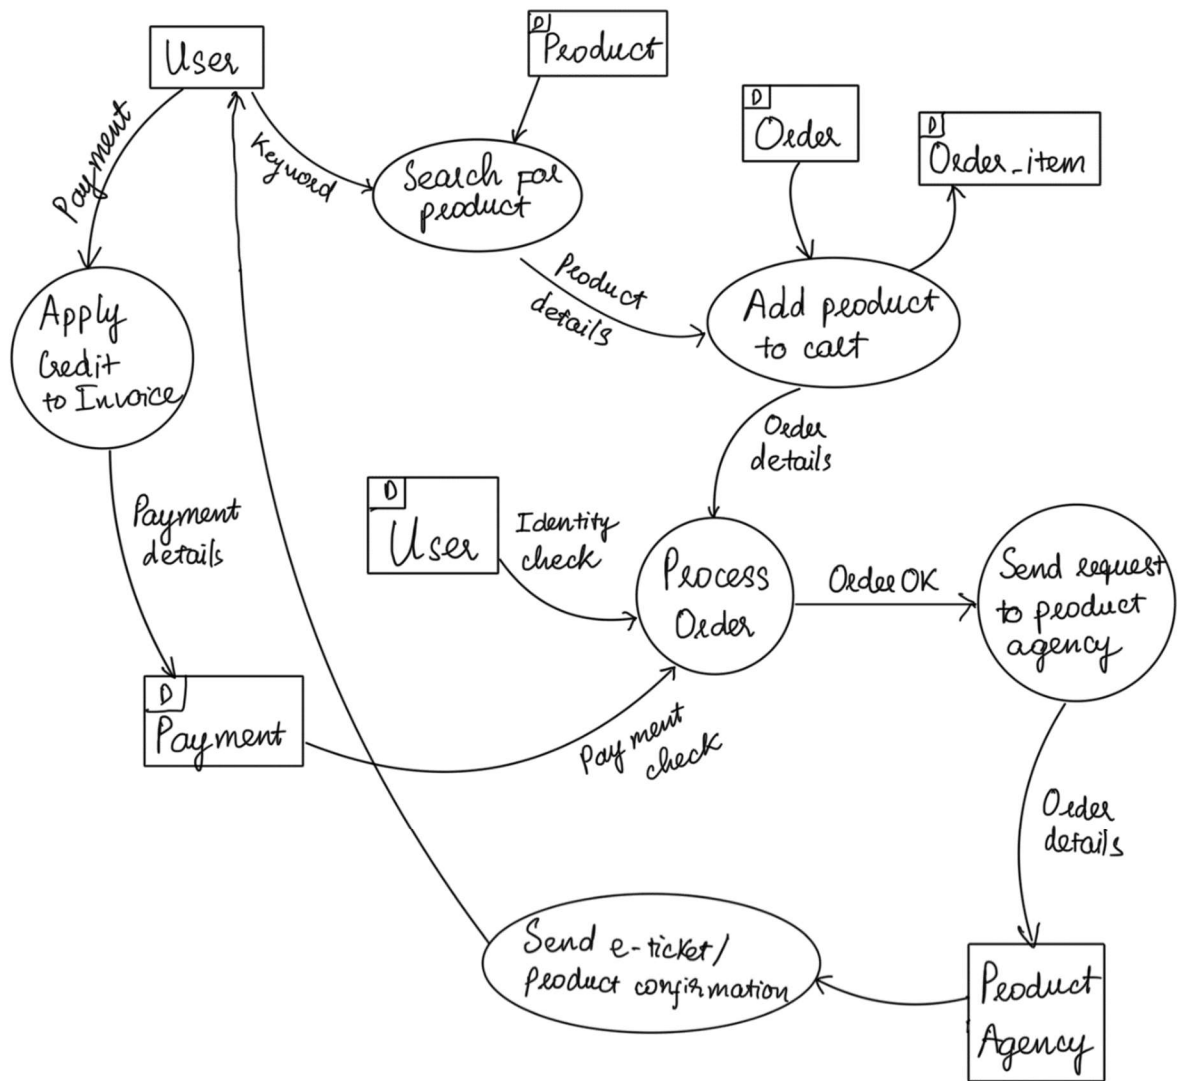 User
D
Product
D
Order
D
Order_item
Payment
Keyword
Search For
product
Product
details
Add product
to cart
Apply
Credit
to Invoice
Order
details
Payment
details
D
User
Identity
check
Process
Order
Order OK
Send request
to product
agency
D
Payment
Payment
check
Order
details
Send e-ticket/
Product confirmation
Product
Agency